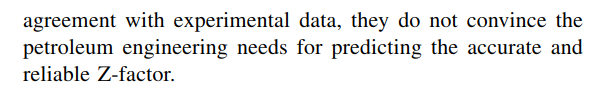 agreement with experimental data, they do not convince the
petroleum engineering needs for predicting the accurate and
reliable Z-factor.